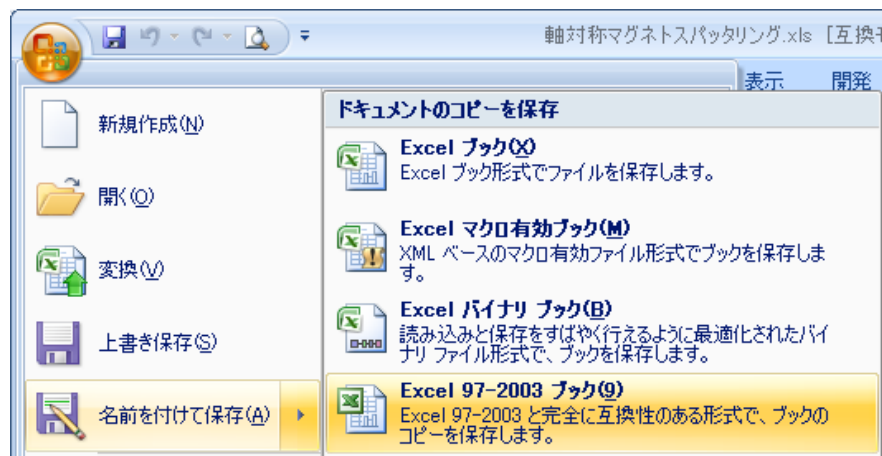 軸対称マグネトスパッタリング.xls [互換モ
表示 開発
新規作成(N)
開く(O)
変換(V)
上書き保存(S)
名前を付けて保存(A)
ドキュメントのコピーを保存
Excel ブック(X)
Excel ブック形式でファイルを保存します。
Excel マクロ有効ブック(M)
XML ベースのマクロ有効ファイル形式でブックを保存しま
す。
Excel バイナリ ブック(B)
読み込みと保存をすばやく行えるように最適化されたバイ
ナリ ファイル形式で、ブックを保存します。
Excel 97-2003 ブック(9)
Excel 97-2003 と完全に互換性のある形式で、ブックの
コピーを保存します。